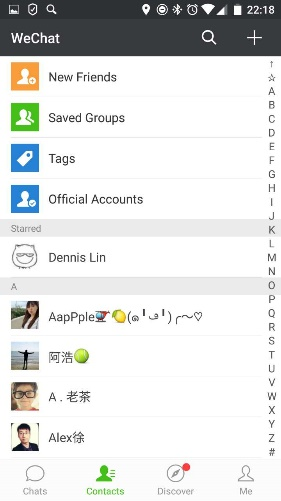 22:18
WeChat
New Friends
Saved Groups
Tags
Official Accounts
Starred
Dennis Lin
A
AapPple🏹🍋(๑╹ڡ╹)╭～♡
阿浩🎾
A . 老茶
Alex徐
↑
☆
A
B
C
D
E
F
G
H
I
J
K
L
M
N
O
P
Q
R
S
T
U
V
W
X
Y
Z
#
Chats
Contacts
Discover
Me